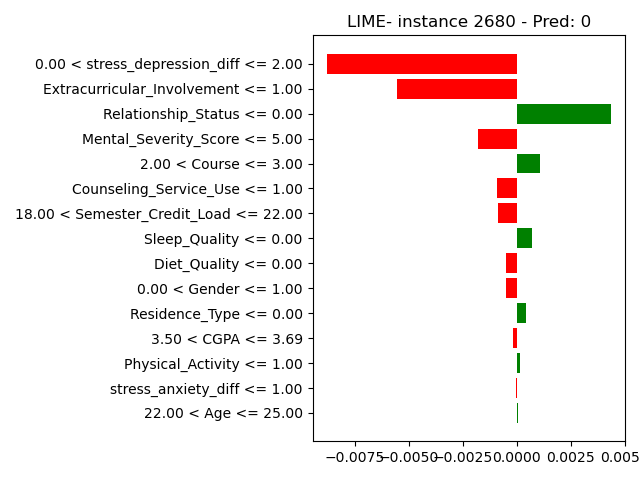 LIME- instance 2680 - Pred: 0
0.00 < stress_depression_diff <= 2.00
Extracurricular_Involvement <= 1.00
Relationship_Status <= 0.00
Mental_Severity_Score <= 5.00
2.00 < Course <= 3.00
Counseling_Service_Use <= 1.00
18.00 < Semester_Credit_Load <= 22.00
Sleep_Quality <= 0.00
Diet_Quality <= 0.00
0.00 < Gender <= 1.00
Residence_Type <= 0.00
3.50 < CGPA <= 3.69
Physical_Activity <= 1.00
stress_anxiety_diff <= 1.00
22.00 < Age <= 25.00
−0.0075 −0.0050 −0.0025 0.0000 0.0025 0.005